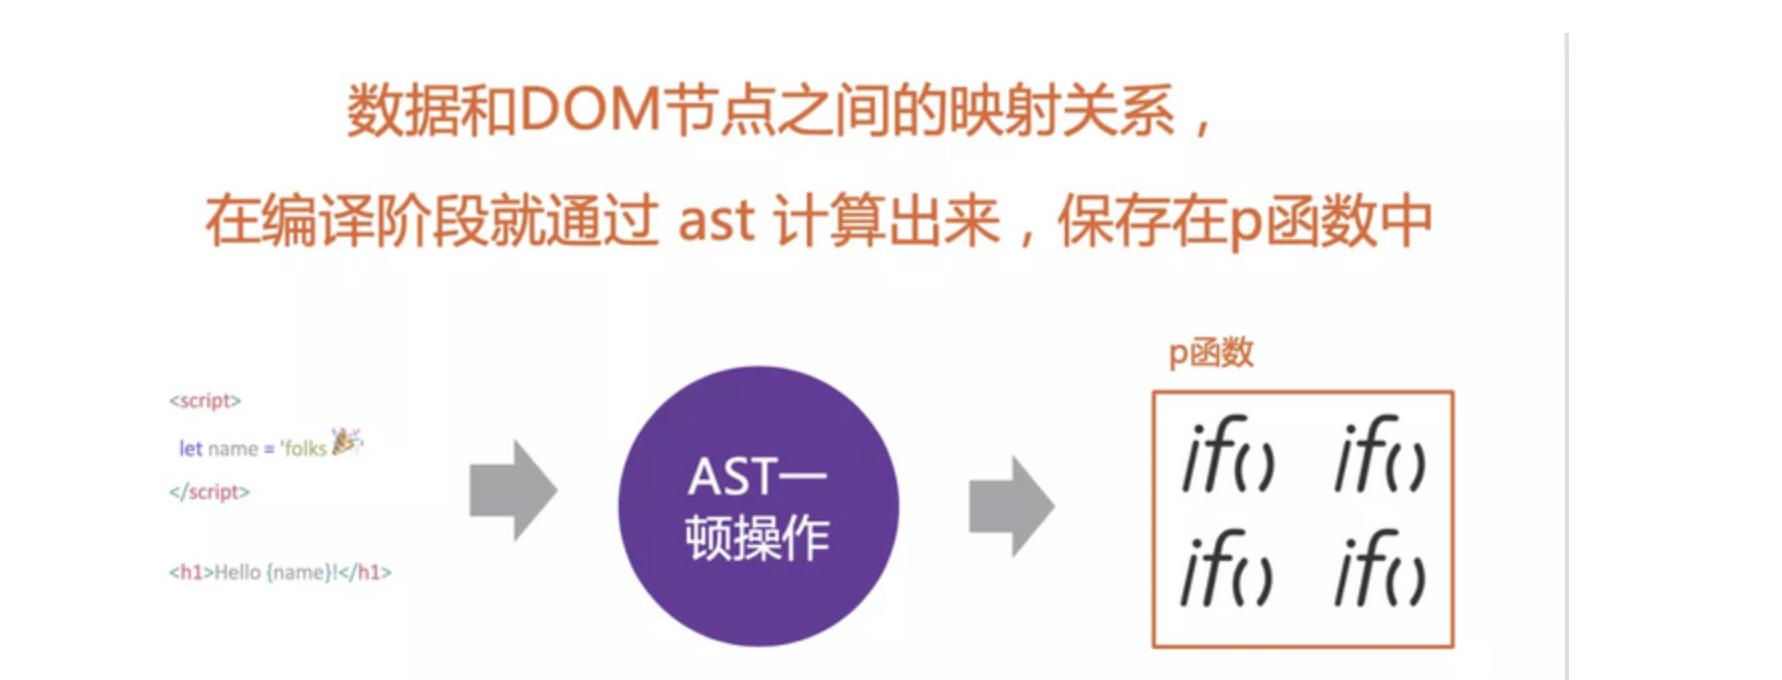 数据和DOM节点之间的映射关系，
在编译阶段就通过 ast 计算出来，保存在p函数中
p函数
<script>
let name = 'folks 🎉'
</script>
<h1>Hello {name}!</h1>
AST一
顿操作
if() if()
if() if()